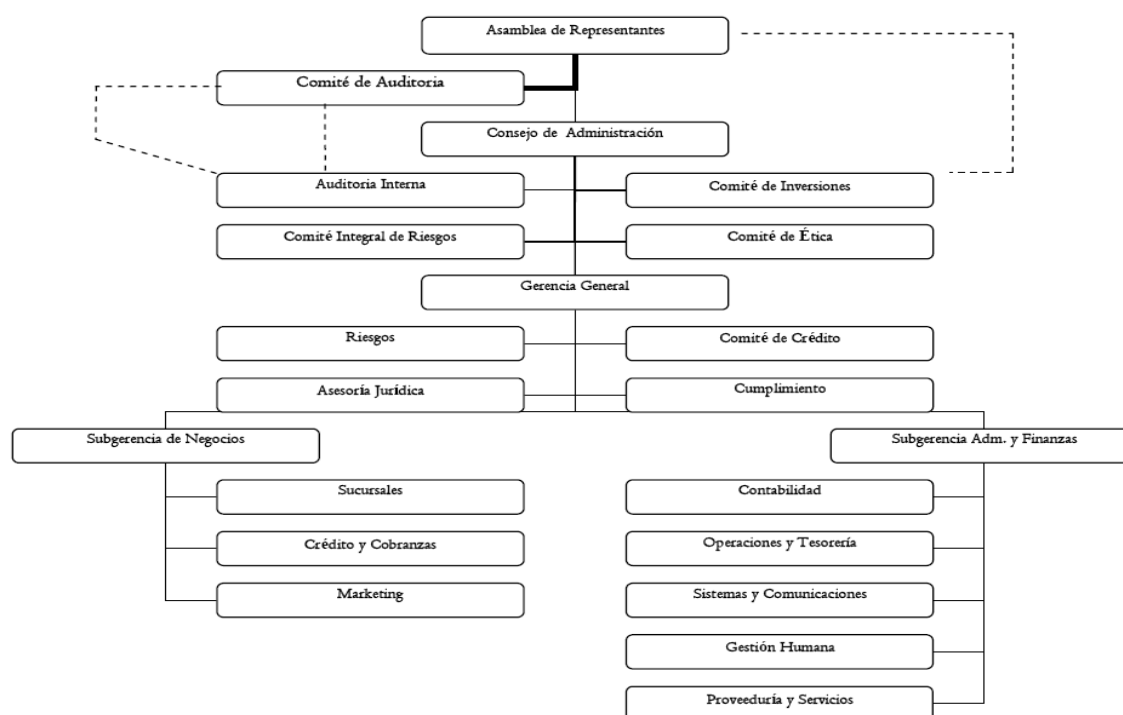 Asamblea de Representantes
Comité de Auditoria
Consejo de Administración
Auditoria Interna
Comité de Inversiones
Comité Integral de Riesgos
Comité de Ética
Gerencia General
Riesgos
Comité de Crédito
Asesoría Jurídica
Cumplimiento
Subgerencia de Negocios
Subgerencia Adm. y Finanzas
Sucursales
Contabilidad
Crédito y Cobranzas
Operaciones y Tesorería
Marketing
Sistemas y Comunicaciones
Gestión Humana
Proveeduría y Servicios